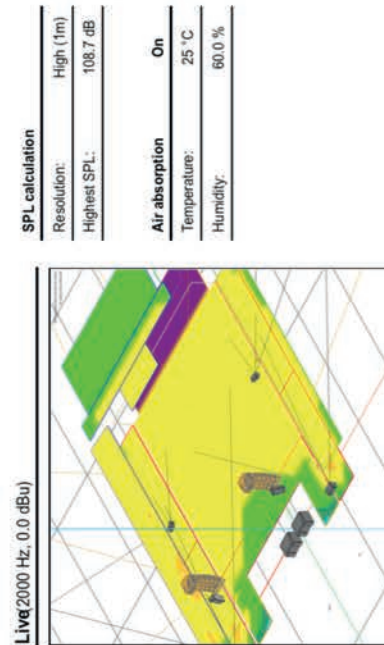 Live(2000 Hz, 0.0 dBu)
SPL calculation
Resolution: High (1m)
Highest SPL: 108.7 dB
Air absorption On
Temperature: 25 °C
Humidity: 60.0 %